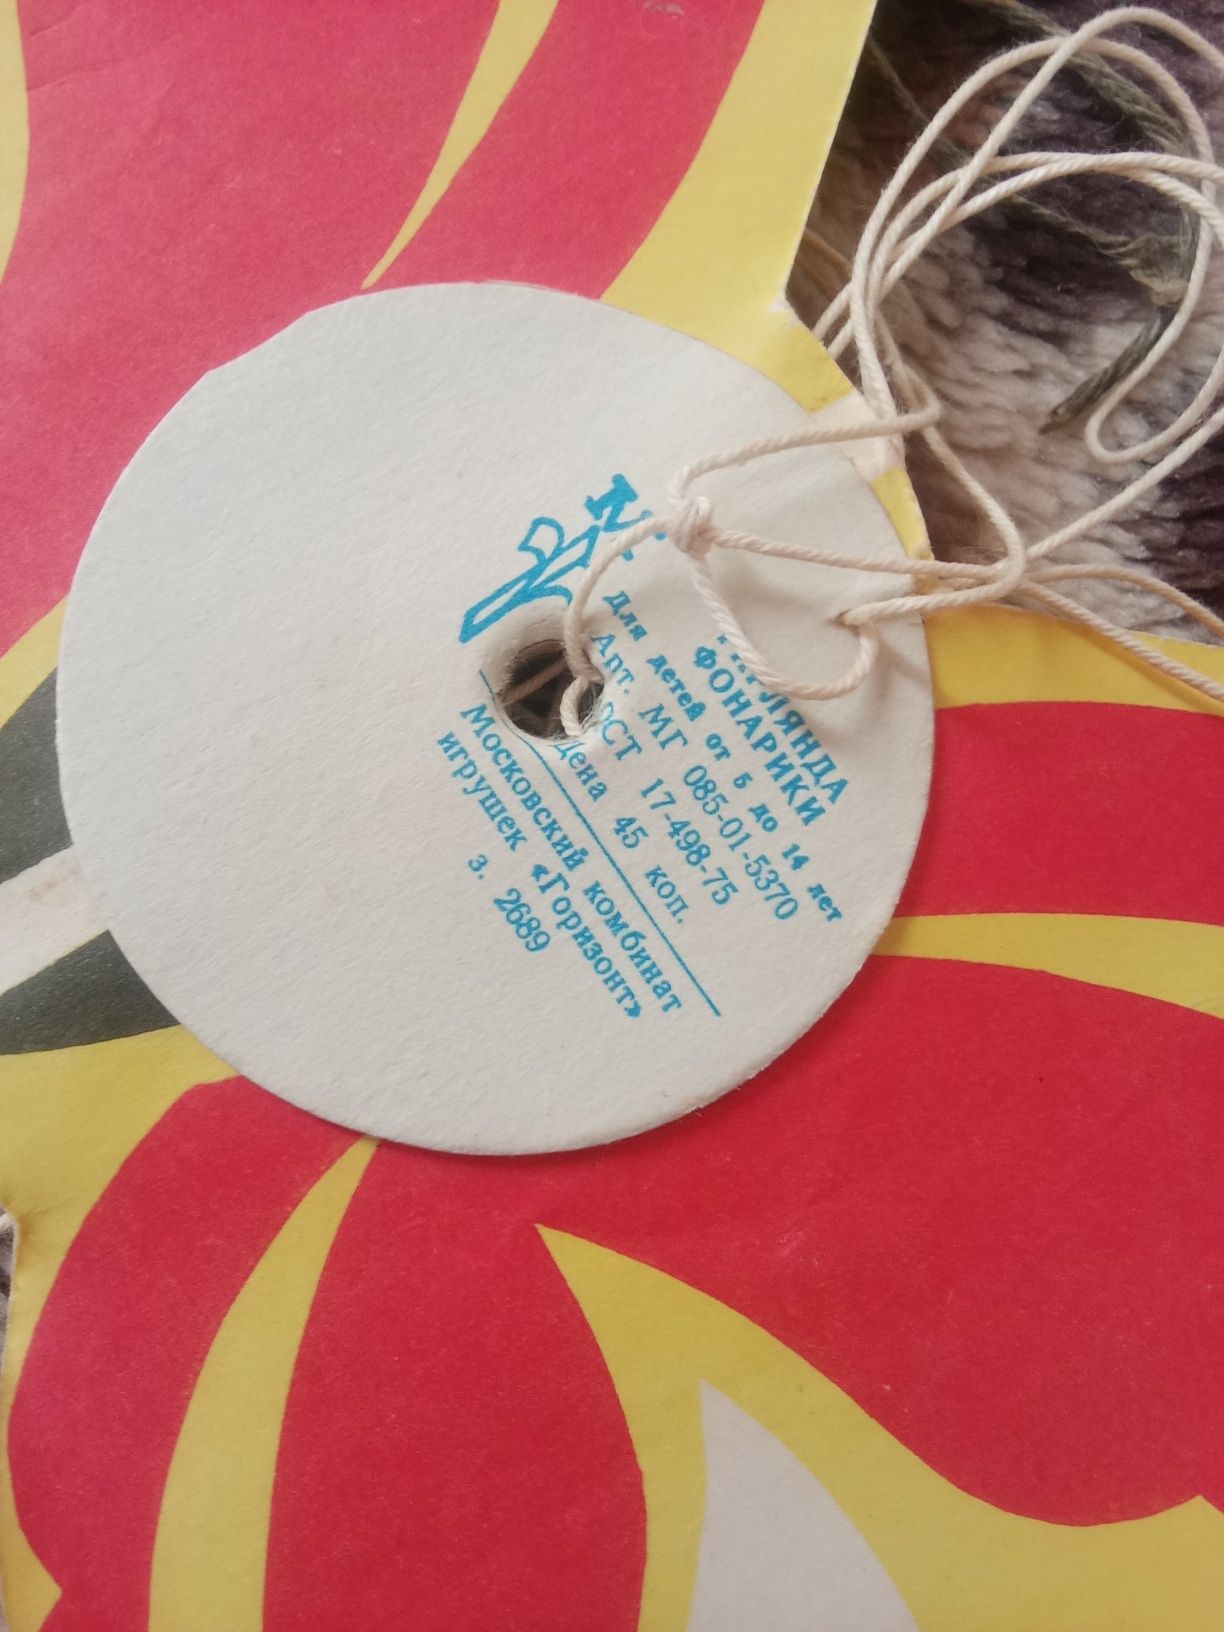 ГИРЛЯНДА
ФОНАРИКИ
Для детей от 5 до 14 лет
Арт. МГ 085-01-5370
ОСТ 17-498-75
Цена 45 коп.
Московский комбинат
игрушек «Горизонт»
з. 2689